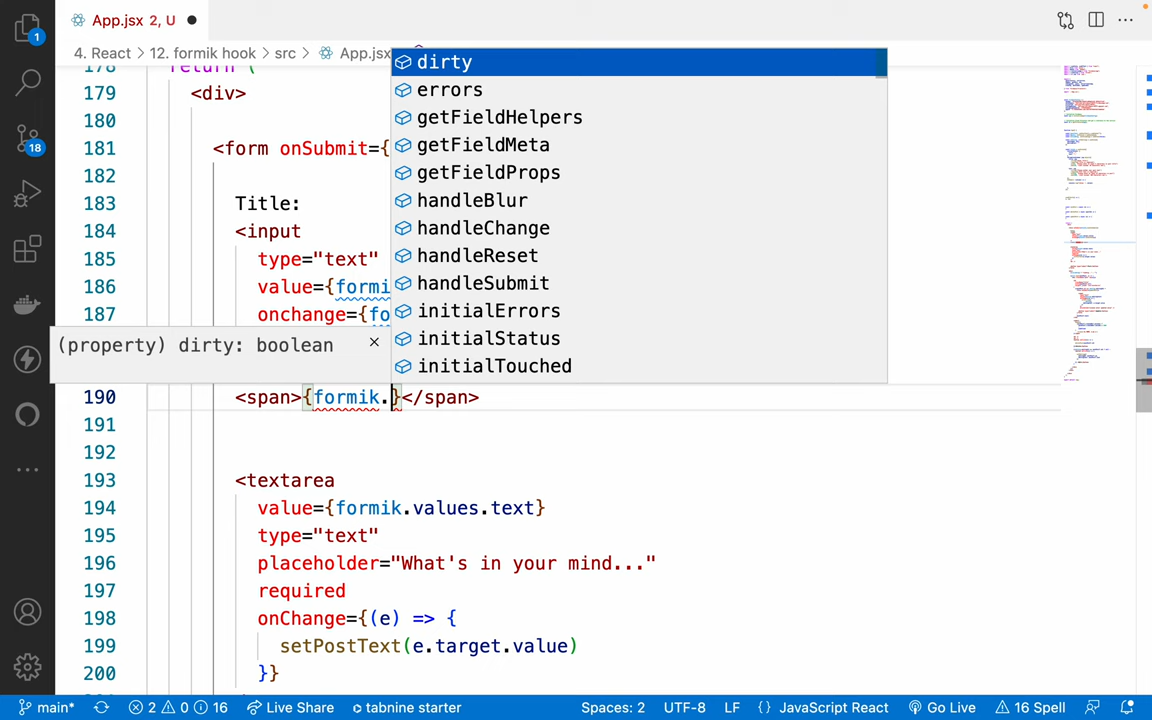 App.jsx 2, U ●
4. React > 12. formik hook > src > App.jsx
1
18
178 return (
179 <div>
180
181 <form onSubmit={
182
183 Title:
184 <input
185 type="text"
186 value={formi
187 onchange={fo
dirty
errors
getFieldHelpers
getFieldMeta
getFieldProps
handleBlur
handleChange
handleReset
handleSubmit
initialErrors
initialStatus
initialTouched
(property) dirty: boolean ×
190 <span>{formik.}</span>
191
192
193 <textarea
194 value={formik.values.text}
195 type="text"
196 placeholder="What's in your mind..."
197 required
198 onChange={(e) => {
199 setPostText(e.target.value)
200 }}
main* 2 0 16 Live Share tabnine starter Spaces: 2 UTF-8 LF {} JavaScript React Go Live 16 Spell